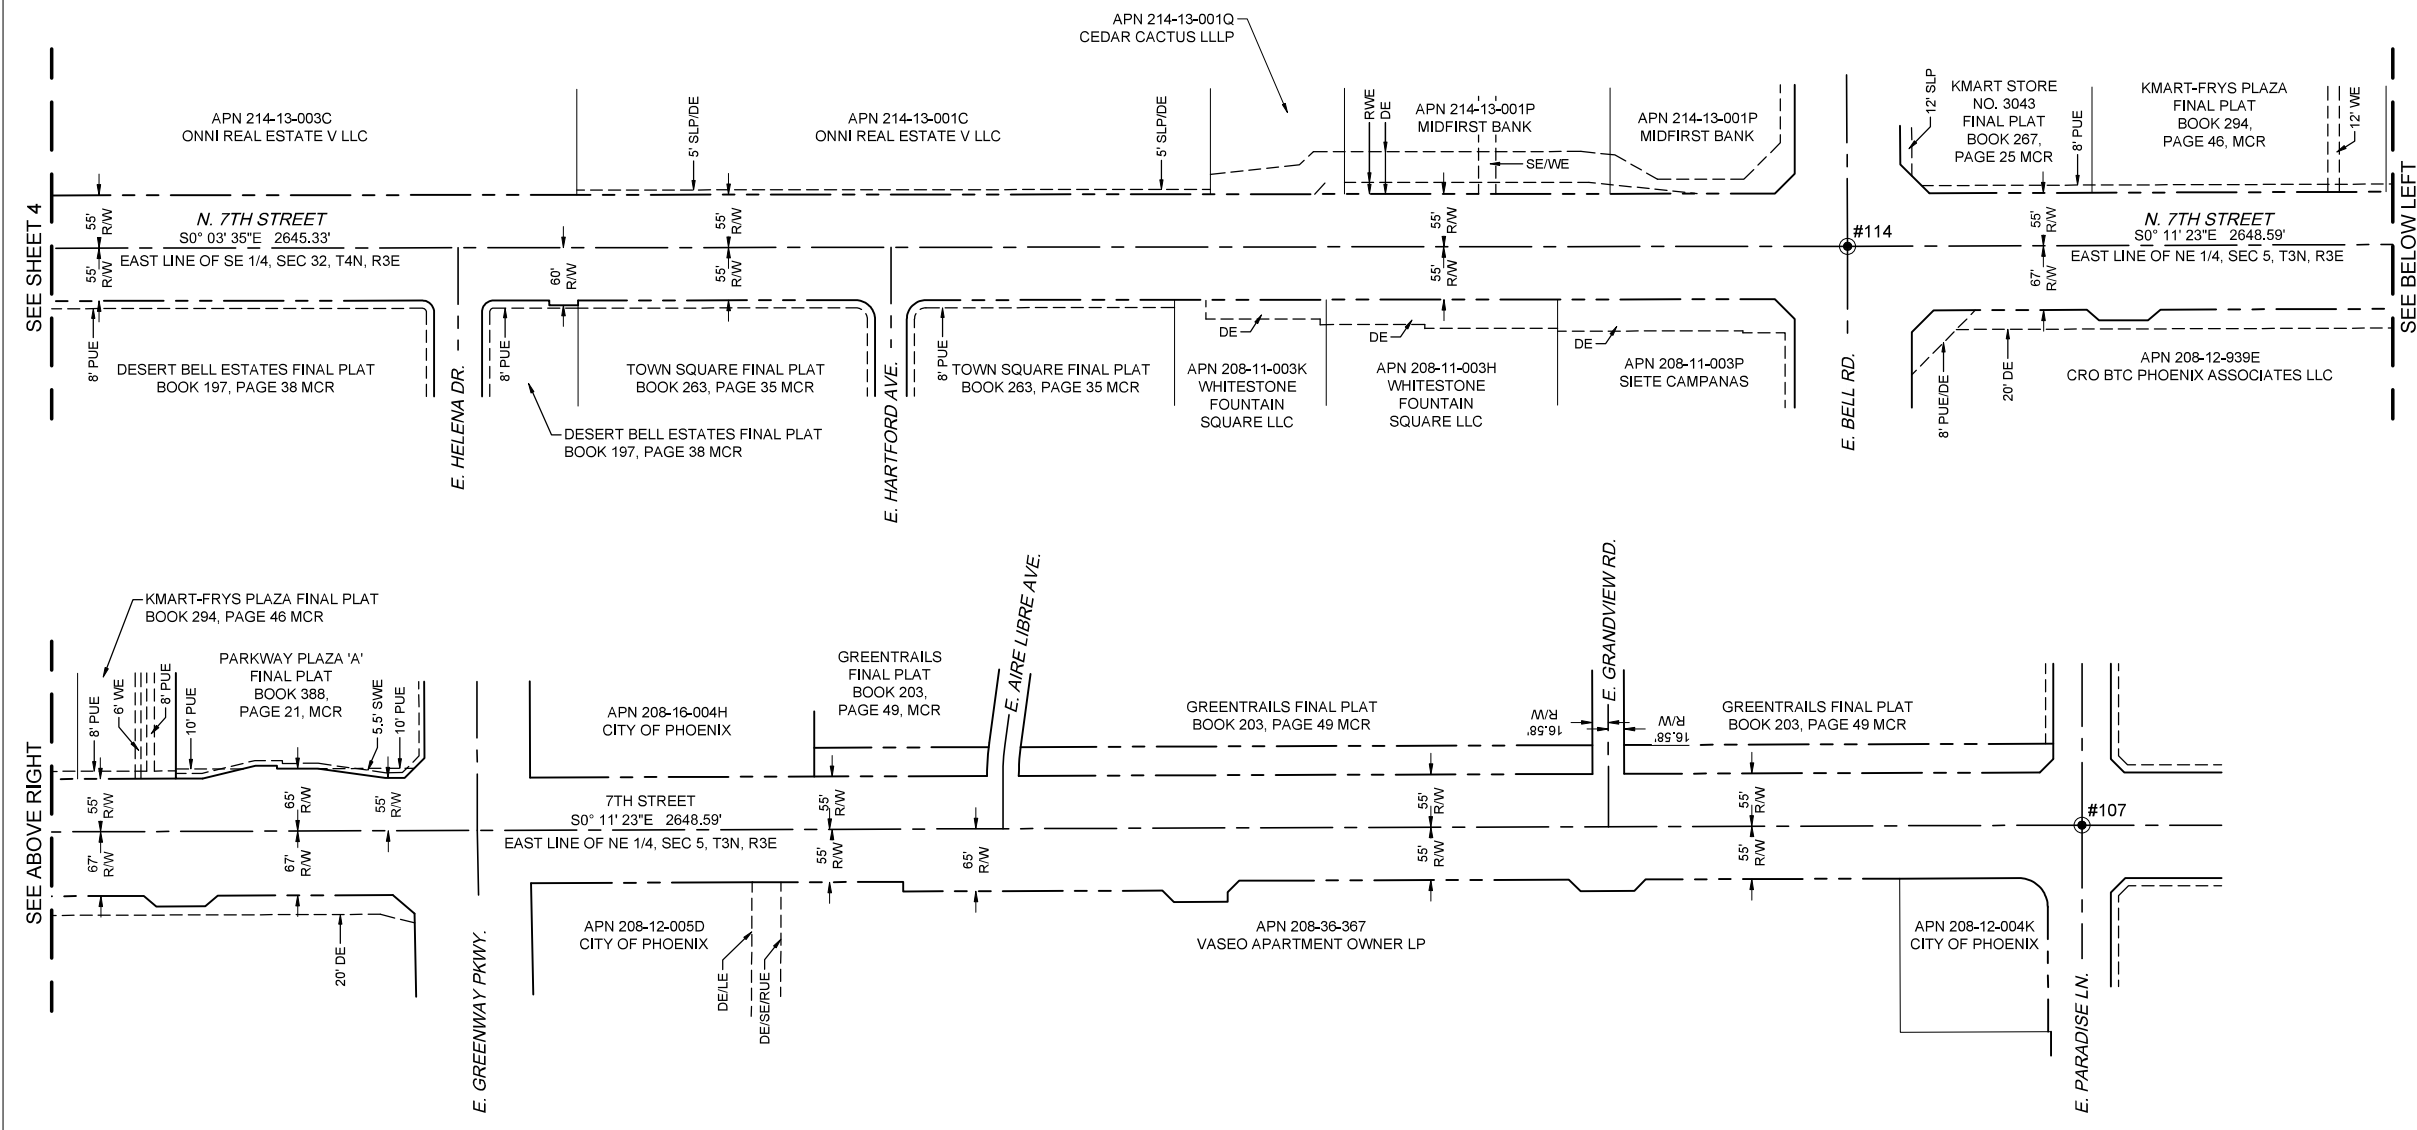 APN 214-13-001Q
CEDAR CACTUS LLLP
SEE SHEET 4
APN 214-13-003C
ONNI REAL ESTATE V LLC
5' SLP/DE
APN 214-13-001C
ONNI REAL ESTATE V LLC
5' SLP/DE
RWE
DE
APN 214-13-001P
MIDFIRST BANK
SE/WE
APN 214-13-001P
MIDFIRST BANK
12' SLP
KMART STORE
NO. 3043
FINAL PLAT
BOOK 267,
PAGE 25 MCR
8' PUE
KMART-FRYS PLAZA
FINAL PLAT
BOOK 294,
PAGE 46, MCR
12' WE
SEE BELOW LEFT
55'
R/W
N. 7TH STREET
S0° 03' 35"E 2645.33'
EAST LINE OF SE 1/4, SEC 32, T4N, R3E
55'
R/W
60'
R/W
55'
R/W
55'
R/W
55'
R/W
55'
R/W
#114
55'
R/W
67'
R/W
N. 7TH STREET
S0° 11' 23"E 2648.59'
EAST LINE OF NE 1/4, SEC 5, T3N, R3E
8' PUE
DESERT BELL ESTATES FINAL PLAT
BOOK 197, PAGE 38 MCR
E. HELENA DR.
8' PUE
DESERT BELL ESTATES FINAL PLAT
BOOK 197, PAGE 38 MCR
TOWN SQUARE FINAL PLAT
BOOK 263, PAGE 35 MCR
E. HARTFORD AVE.
8' PUE
TOWN SQUARE FINAL PLAT
BOOK 263, PAGE 35 MCR
DE
APN 208-11-003K
WHITESTONE
FOUNTAIN
SQUARE LLC
DE
APN 208-11-003H
WHITESTONE
FOUNTAIN
SQUARE LLC
DE
APN 208-11-003P
SIETE CAMPANAS
E. BELL RD.
8' PUE/DE
20' DE
APN 208-12-939E
CRO BTC PHOENIX ASSOCIATES LLC
SEE ABOVE RIGHT
KMART-FRYS PLAZA FINAL PLAT
BOOK 294, PAGE 46 MCR
8' PUE
6' WE
8' PUE
10' PUE
PARKWAY PLAZA 'A'
FINAL PLAT
BOOK 388,
PAGE 21, MCR
5.5' SWE
10' PUE
APN 208-16-004H
CITY OF PHOENIX
GREENTRAILS
FINAL PLAT
BOOK 203,
PAGE 49, MCR
E. AIRE LIBRE AVE.
GREENTRAILS FINAL PLAT
BOOK 203, PAGE 49 MCR
16.58'
R/W
E. GRANDVIEW RD.
16.58'
R/W
GREENTRAILS FINAL PLAT
BOOK 203, PAGE 49 MCR
55'
R/W
67'
R/W
65'
R/W
67'
R/W
55'
R/W
7TH STREET
S0° 11' 23"E 2648.59'
EAST LINE OF NE 1/4, SEC 5, T3N, R3E
55'
R/W
55'
R/W
65'
R/W
55'
R/W
55'
R/W
55'
R/W
55'
R/W
#107
20' DE
E. GREENWAY PKWY.
APN 208-12-005D
CITY OF PHOENIX
DE/LE
DE/SE/RUE
APN 208-36-367
VASEO APARTMENT OWNER LP
APN 208-12-004K
CITY OF PHOENIX
E. PARADISE LN.